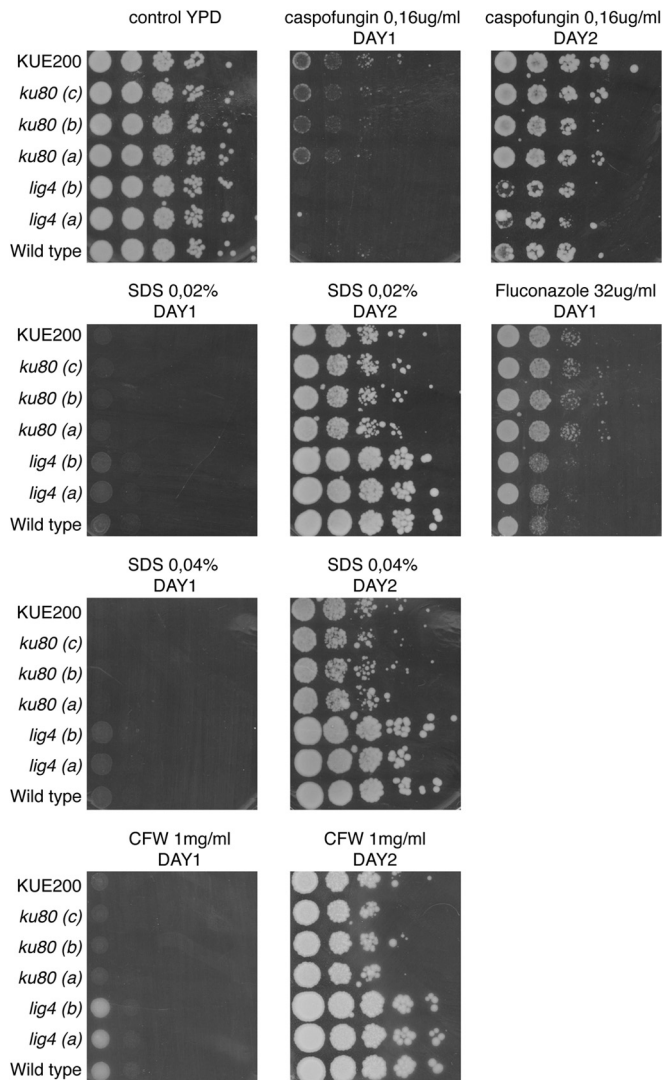 control YPD
caspofungin 0,16ug/ml
DAY1
caspofungin 0,16ug/ml
DAY2
KUE200
ku80 (c)
ku80 (b)
ku80 (a)
lig4 (b)
lig4 (a)
Wild type
SDS 0,02%
DAY1
SDS 0,02%
DAY2
Fluconazole 32ug/ml
DAY1
KUE200
ku80 (c)
ku80 (b)
ku80 (a)
lig4 (b)
lig4 (a)
Wild type
SDS 0,04%
DAY1
SDS 0,04%
DAY2
KUE200
ku80 (c)
ku80 (b)
ku80 (a)
lig4 (b)
lig4 (a)
Wild type
CFW 1mg/ml
DAY1
CFW 1mg/ml
DAY2
KUE200
ku80 (c)
ku80 (b)
ku80 (a)
lig4 (b)
lig4 (a)
Wild type